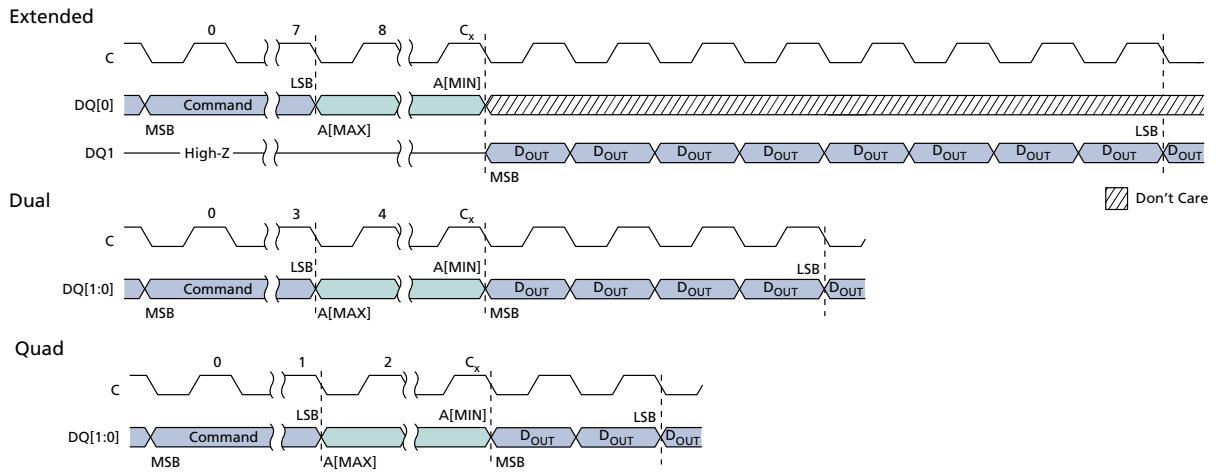 Extended
0 7 8 Cx
C
LSB A[MIN]
DQ[0] Command
MSB A[MAX] LSB
DQ1 High-Z DOUT DOUT DOUT DOUT DOUT DOUT DOUT DOUT DOUT
MSB
Don't Care
Dual
0 3 4 Cx
C
LSB A[MIN] LSB
DQ[1:0] Command DOUT DOUT DOUT DOUT DOUT
MSB A[MAX] MSB
Quad
0 1 2 Cx
C
LSB A[MIN] LSB
DQ[1:0] Command DOUT DOUT DOUT
MSB A[MAX] MSB